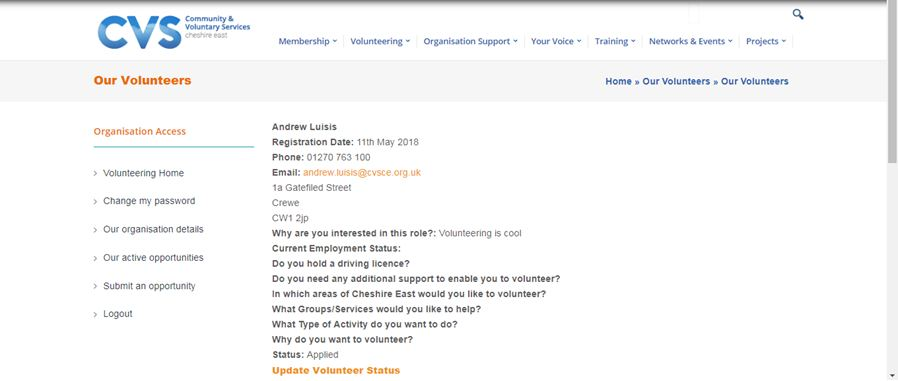 CVS Community &
Voluntary Services
cheshire east
Membership Volunteering Organisation Support Your Voice Training Networks & Events Projects
Our Volunteers
Home » Our Volunteers » Our Volunteers
Organisation Access
Volunteering Home
Change my password
Our organisation details
Our active opportunities
Submit an opportunity
Logout
Andrew Luisis
Registration Date: 11th May 2018
Phone: 01270 763 100
Email: andrew.luisis@cvsce.org.uk
1a Gatefiled Street
Crewe
CW1 2jp
Why are you interested in this role?: Volunteering is cool
Current Employment Status:
Do you hold a driving licence?
Do you need any additional support to enable you to volunteer?
In which areas of Cheshire East would you like to volunteer?
What Groups/Services would you like to help?
What Type of Activity do you want to do?
Why do you want to volunteer?
Status: Applied
Update Volunteer Status